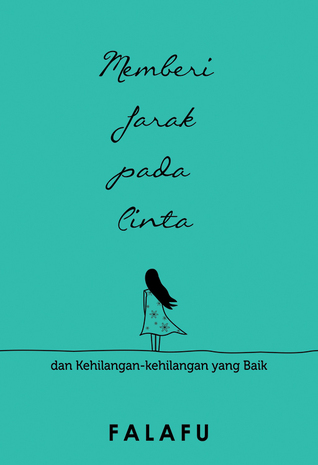 Memberi
Jarak
pada
Cinta
dan Kehilangan-kehilangan yang Baik
FALAFU